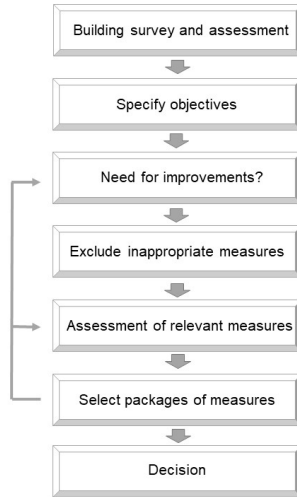 Building survey and assessment
Specify objectives
Need for improvements?
Exclude inappropriate measures
Assessment of relevant measures
Select packages of measures
Decision